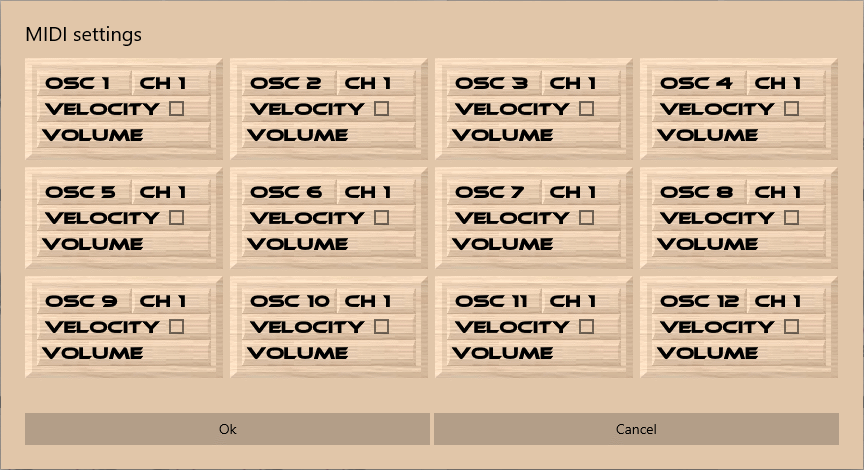 MIDI settings
OSC 1 CH 1 OSC 2 CH 1 OSC 3 CH 1 OSC 4 CH 1
VELOCITY VELOCITY VELOCITY VELOCITY
VOLUME VOLUME VOLUME VOLUME
OSC 5 CH 1 OSC 6 CH 1 OSC 7 CH 1 OSC 8 CH 1
VELOCITY VELOCITY VELOCITY VELOCITY
VOLUME VOLUME VOLUME VOLUME
OSC 9 CH 1 OSC 10 CH 1 OSC 11 CH 1 OSC 12 CH 1
VELOCITY VELOCITY VELOCITY VELOCITY
VOLUME VOLUME VOLUME VOLUME
Ok Cancel